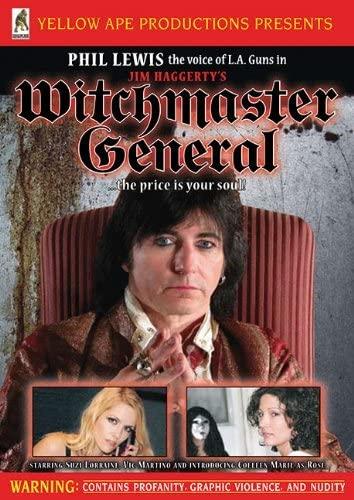 YELLOW APE PRODUCTIONS PRESENTS
PHIL LEWIS the voice of L.A. Guns in
JIM HAGGERTY'S
Witchmaster
General
...the price is your soul!
STARRING SUZI LORRAINE, VIC MARTINO AND INTRODUCING COLLEEN MARIE AS ROSE
WARNING: CONTAINS PROFANITY, GRAPHIC VIOLENCE, AND NUDITY